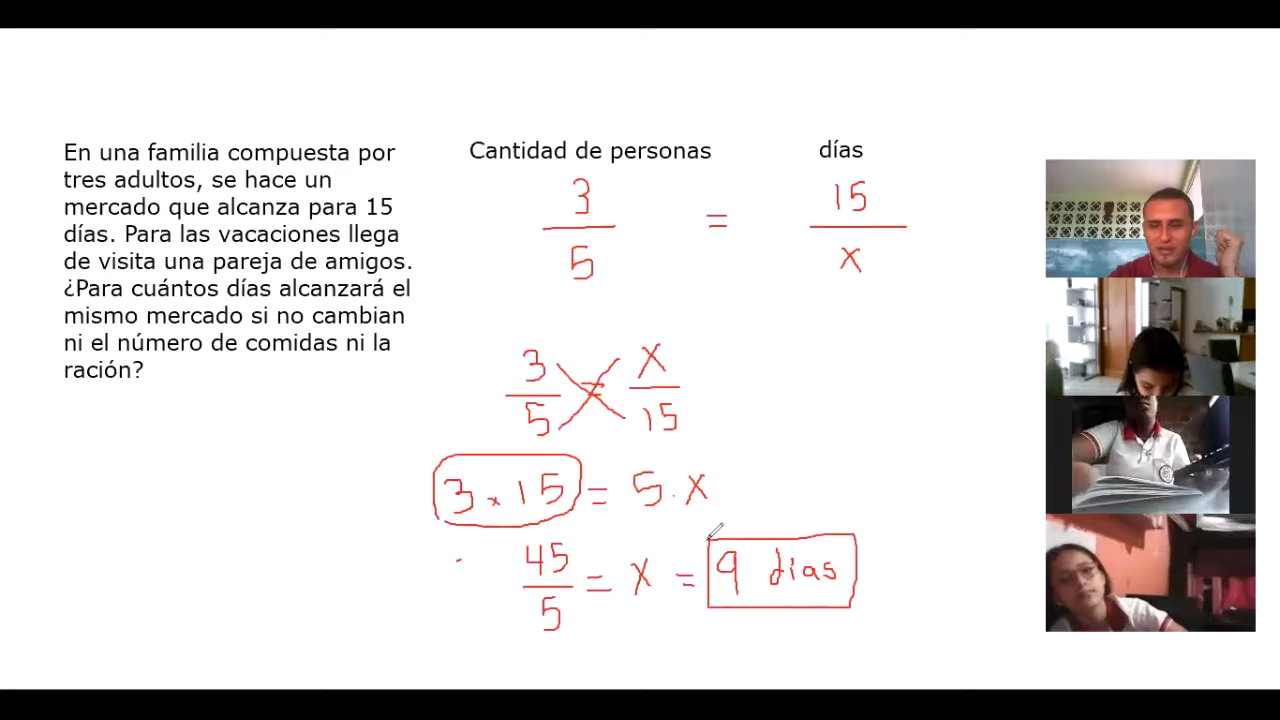 En una familia compuesta por
tres adultos, se hace un
mercado que alcanza para 15
días. Para las vacaciones llega
de visita una pareja de amigos.
¿Para cuántos días alcanzará el
mismo mercado si no cambian
ni el número de comidas ni la
ración?
Cantidad de personas días
3/5 = 15/x
3/5 = x/15
3 x 15 = 5 . x
45/5 = x = 9 dias